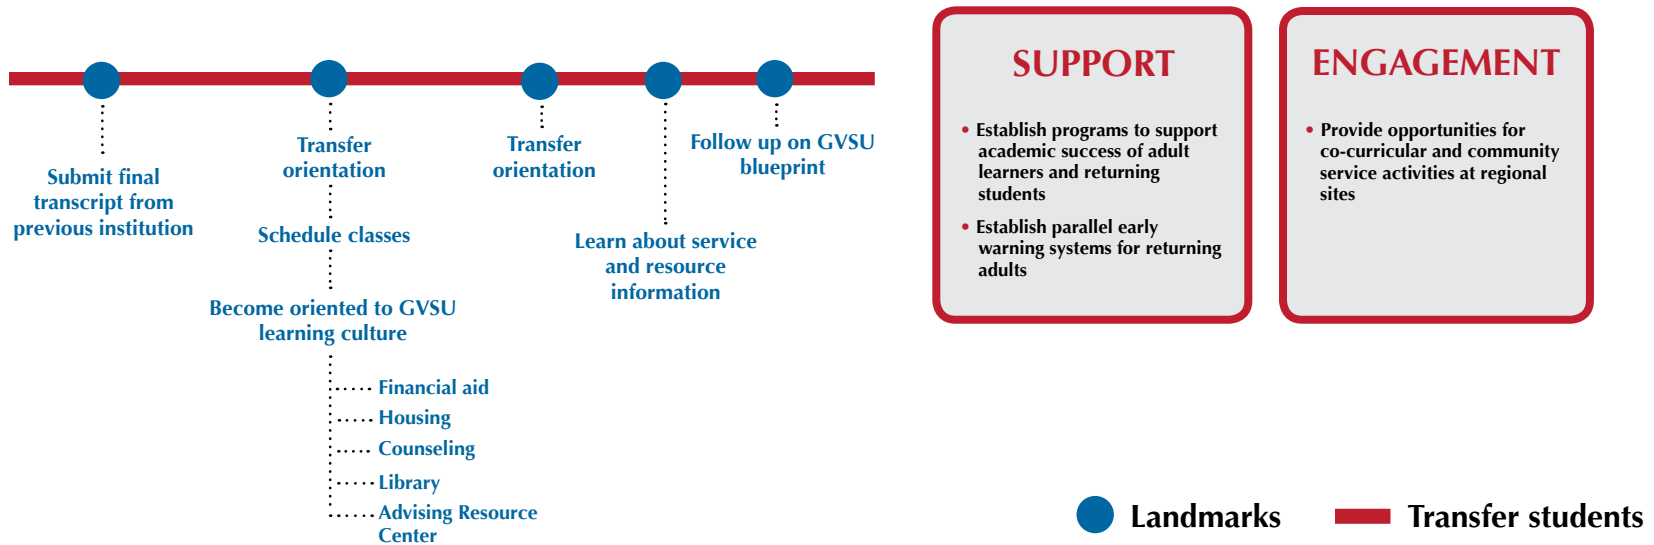 Submit final
transcript from
previous institution
Transfer
orientation
Schedule classes
Become oriented to GVSU
learning culture
Financial aid
Housing
Counseling
Library
Advising Resource
Center
Transfer
orientation
Learn about service
and resource
information
Follow up on GVSU
blueprint
SUPPORT
• Establish programs to support
academic success of adult
learners and returning
students
• Establish parallel early
warning systems for returning
adults
ENGAGEMENT
• Provide opportunities for
co-curricular and community
service activities at regional
sites
Landmarks
Transfer students